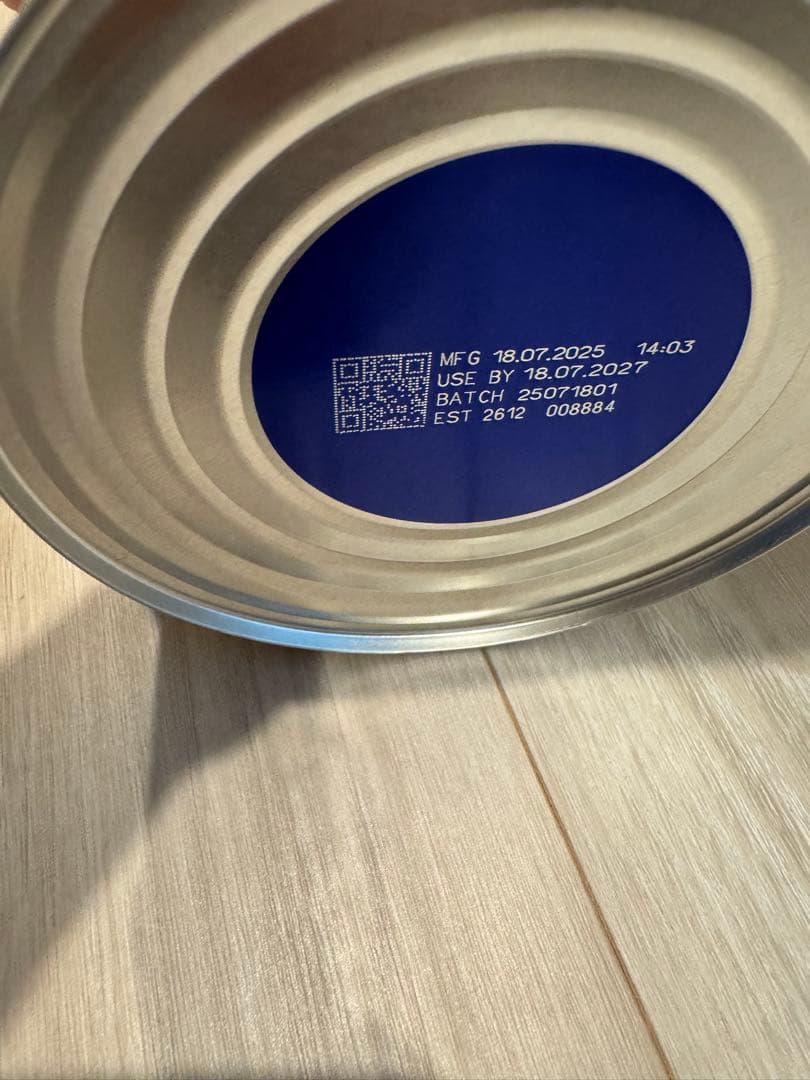 MFG 18.07.2025 14:03
USE BY 18.07.2027
BATCH 25071801
EST 2612 008884